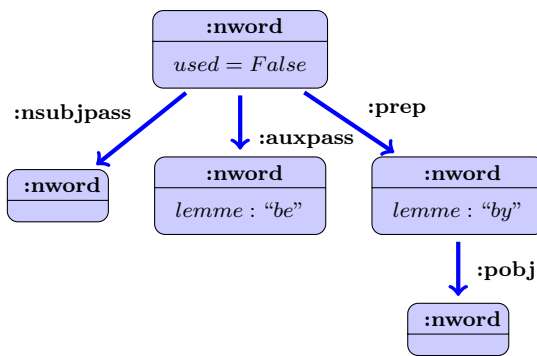 :nword
used = False
:nsubjpass
:auxpass
:prep
:nword
:nword
lemme : “be”
:nword
lemme : “by”
:pobj
:nword